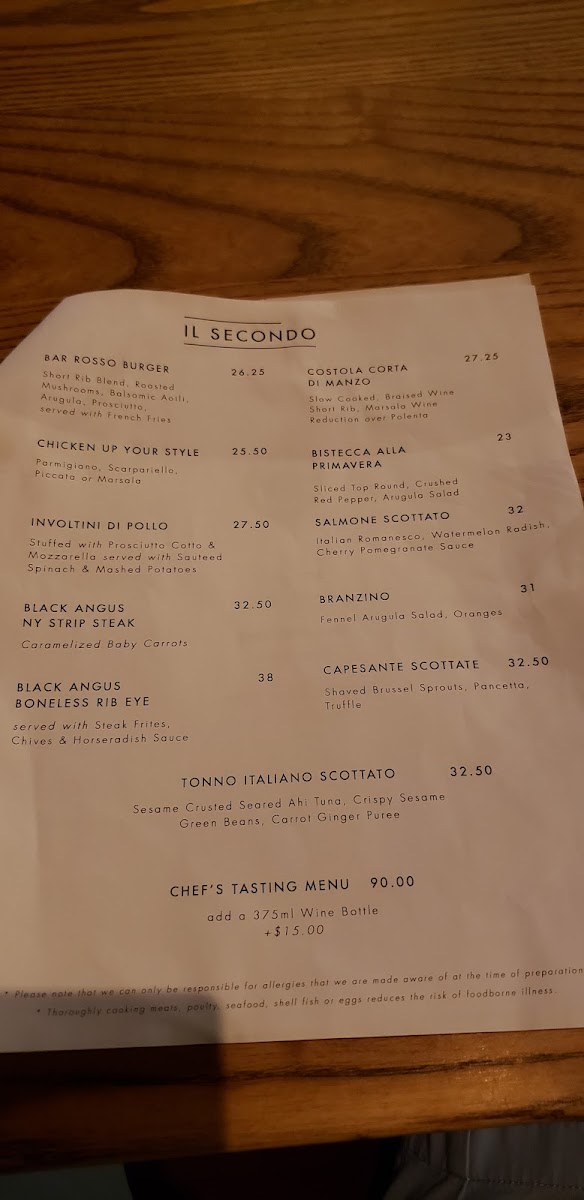 IL SECONDO
BAR ROSSO BURGER 26.25
Short Rib Blend, Roasted
Mushrooms, Balsamic Aoili,
Arugula, Prosciutto,
served with French Fries
CHICKEN UP YOUR STYLE 25.50
Parmigiano, Scarpariello,
Piccata or Marsala
INVOLTINI DI POLLO 27.50
Stuffed with Prosciutto Cotto &
Mozzarella served with Sauteed
Spinach & Mashed Potatoes
BLACK ANGUS 32.50
NY STRIP STEAK
Caramelized Baby Carrots
BLACK ANGUS 38
BONELESS RIB EYE
served with Steak Frites,
Chives & Horseradish Sauce
COSTOLA CORTA 27.25
DI MANZO
Slow Cooked, Braised Wine
Short Rib, Marsala Wine
Reduction over Polenta
BISTECCA ALLA 23
PRIMAVERA
Sliced Top Round, Crushed
Red Pepper, Arugula Salad
SALMONE SCOTTATO 32
Italian Romanesco, Watermelon Radish,
Cherry Pomegranate Sauce
BRANZINO 31
Fennel Arugula Salad, Oranges
CAPESANTE SCOTTATE 32.50
Shaved Brussel Sprouts, Pancetta,
Truffle
TONNO ITALIANO SCOTTATO 32.50
Sesame Crusted Seared Ahi Tuna, Crispy Sesame
Green Beans, Carrot Ginger Puree
CHEF'S TASTING MENU 90.00
add a 375ml Wine Bottle
+$15.00
* Please note that we can only be responsible for allergies that we are made aware of at the time of preparation
* Thoroughly cooking meats, poulty, seafood, shell fish or eggs reduces the risk of foodborne illness.